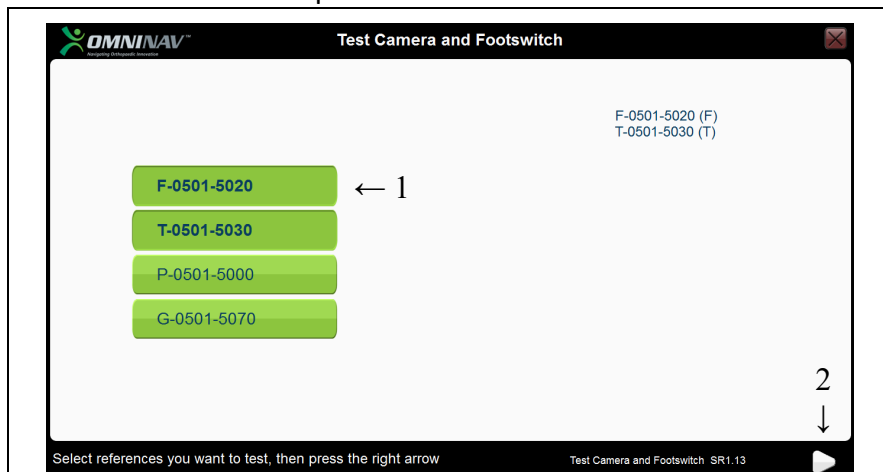 OMNINAV™
Navigating Orthopaedic Innovation
Test Camera and Footswitch
F-0501-5020 (F)
T-0501-5030 (T)
F-0501-5020
← 1
T-0501-5030
P-0501-5000
G-0501-5070
2
↓
Select references you want to test, then press the right arrow
Test Camera and Footswitch SR1.13